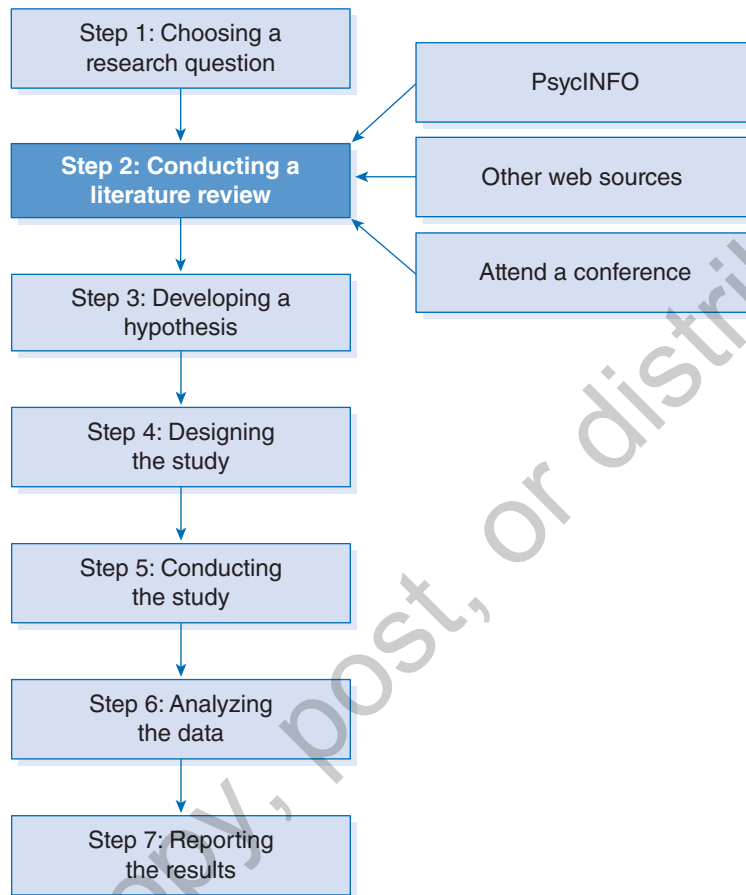 Step 1: Choosing a
research question
PsycINFO
Step 2: Conducting a
literature review
Other web sources
Attend a conference
Step 3: Developing a
hypothesis
Step 4: Designing
the study
Step 5: Conducting
the study
Step 6: Analyzing
the data
Step 7: Reporting
the results
post, or